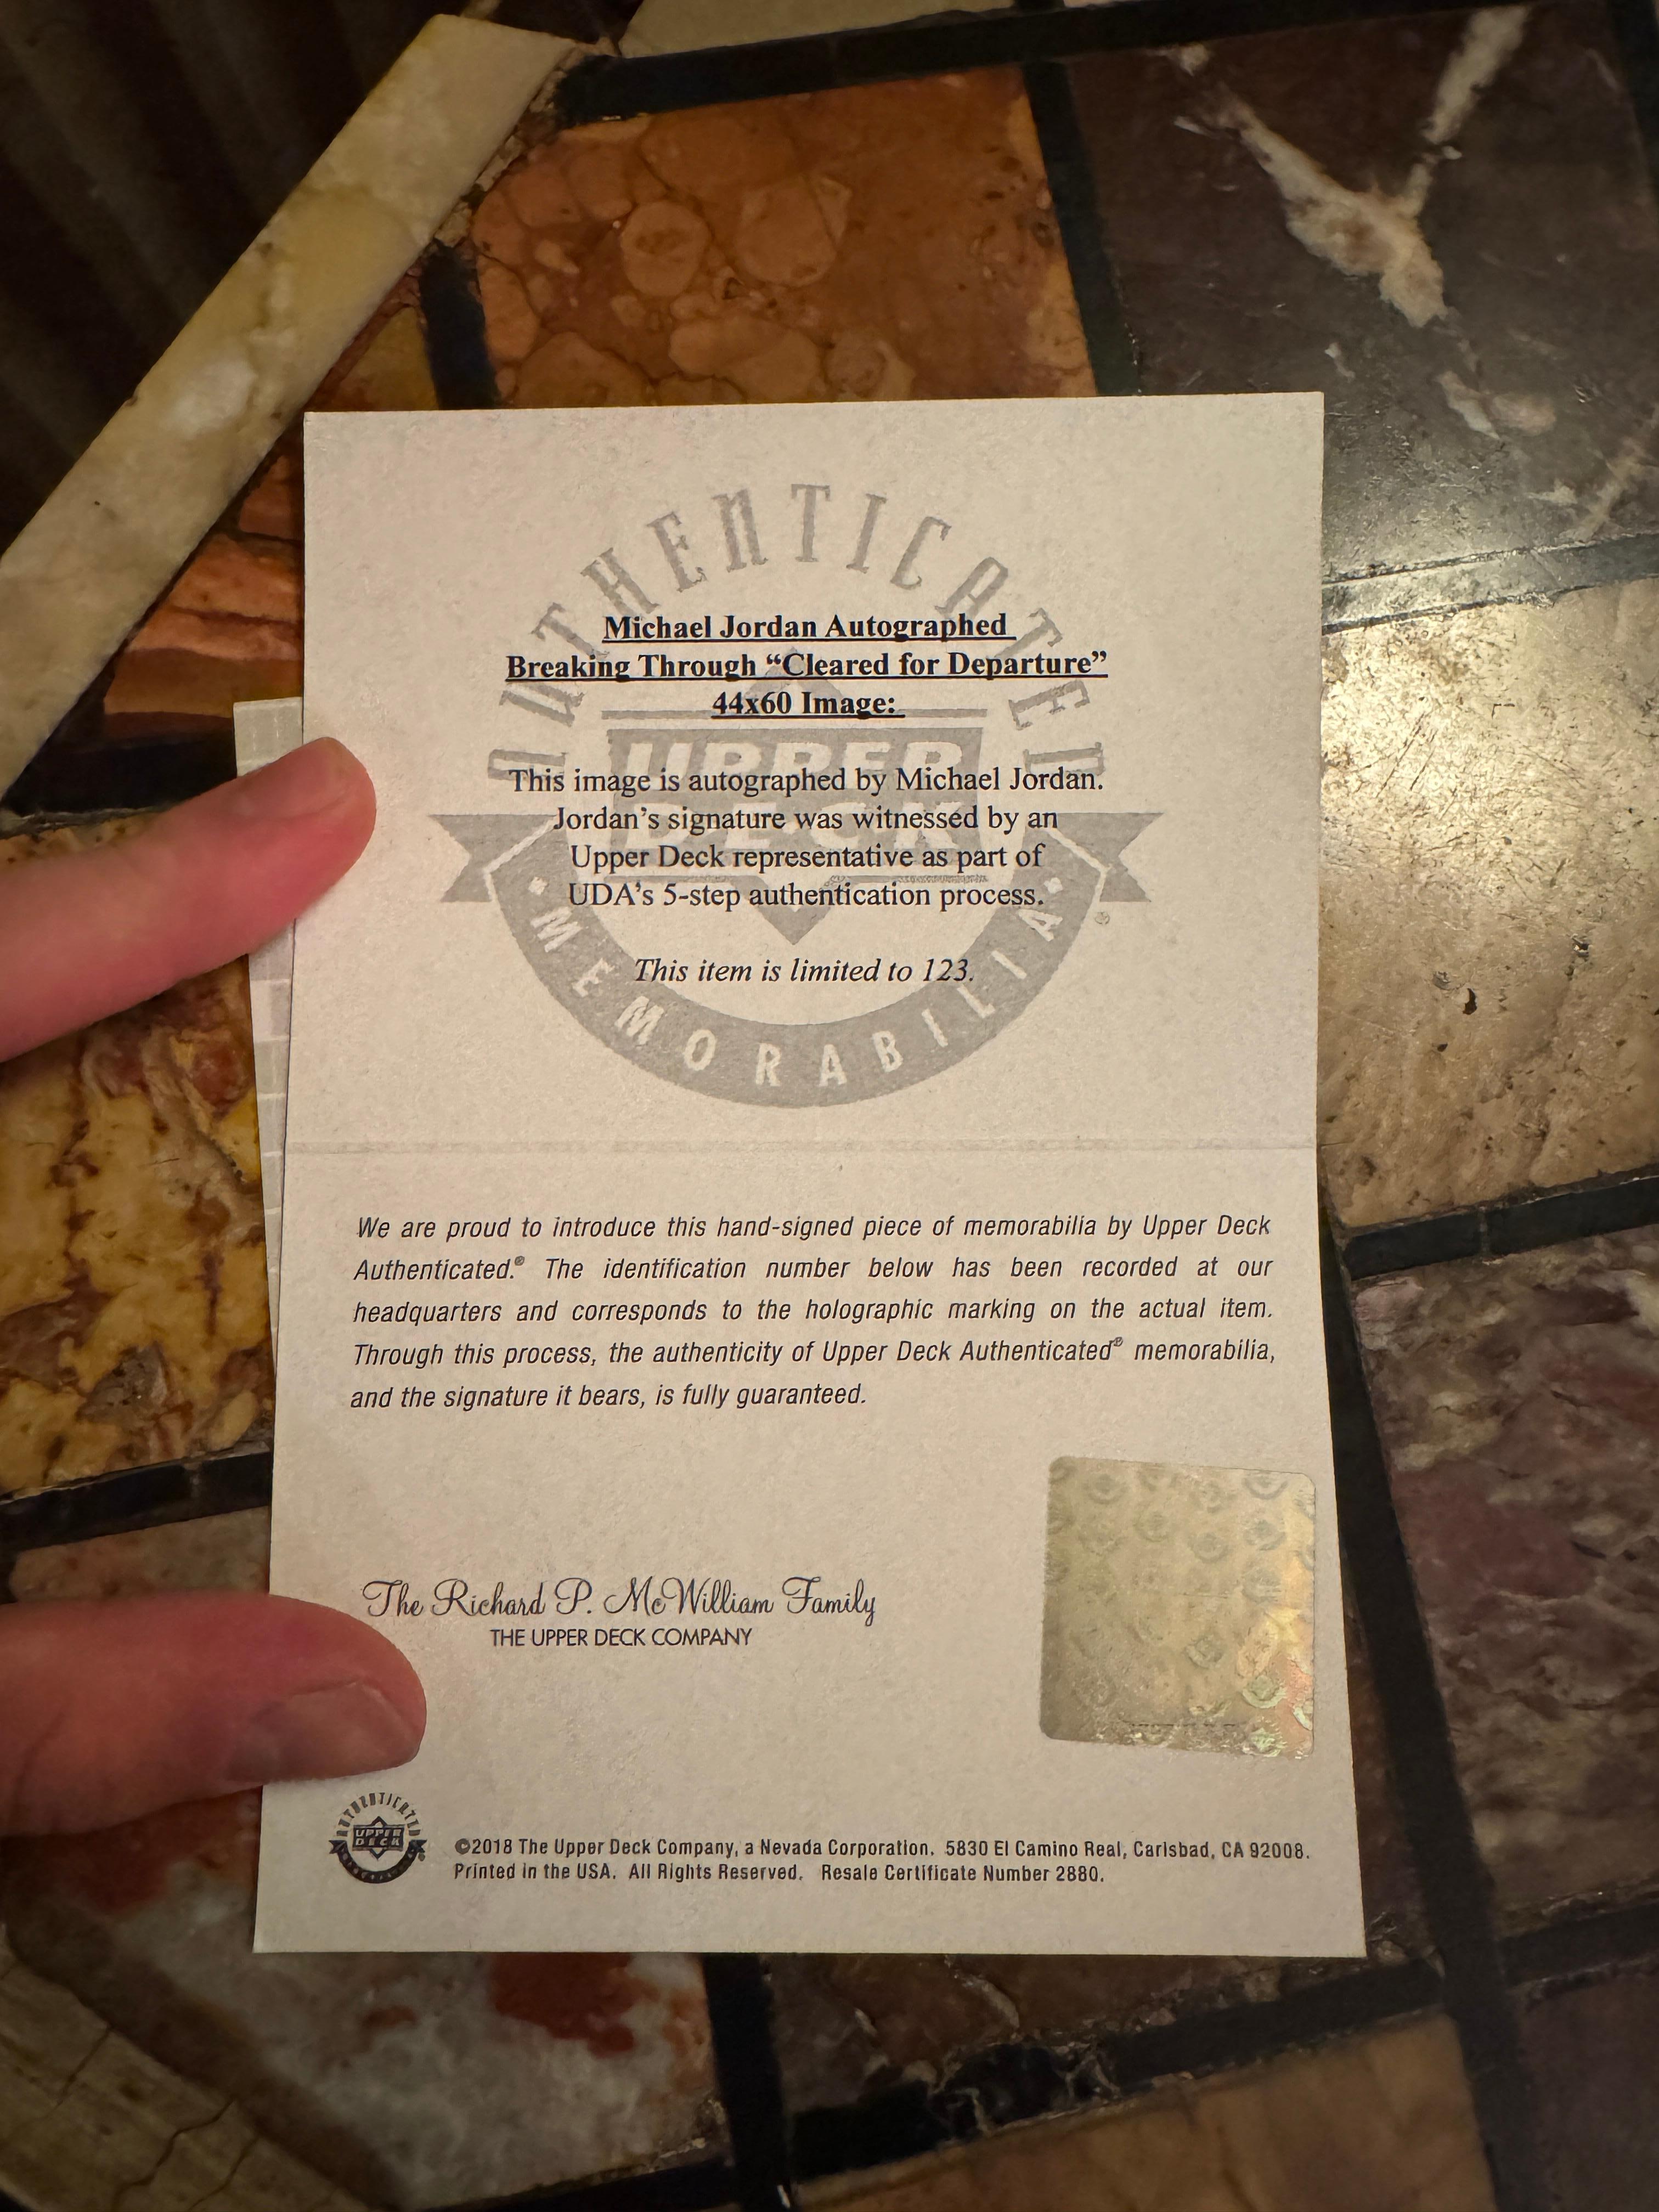 AUTHENTICATED
Michael Jordan Autographed
Breaking Through “Cleared for Departure”
44x60 Image:
UPPER
DECK
This image is autographed by Michael Jordan.
Jordan’s signature was witnessed by an
Upper Deck representative as part of
UDA’s 5-step authentication process.
This item is limited to 123.
MEMORABILIA
®
We are proud to introduce this hand-signed piece of memorabilia by Upper Deck
Authenticated.® The identification number below has been recorded at our
headquarters and corresponds to the holographic marking on the actual item.
Through this process, the authenticity of Upper Deck Authenticated® memorabilia,
and the signature it bears, is fully guaranteed.
The Richard P. McWilliam Family
THE UPPER DECK COMPANY
AUTHENTICATED
UPPER
DECK
©2018 The Upper Deck Company, a Nevada Corporation. 5830 El Camino Real, Carlsbad, CA 92008.
Printed in the USA. All Rights Reserved. Resale Certificate Number 2880.